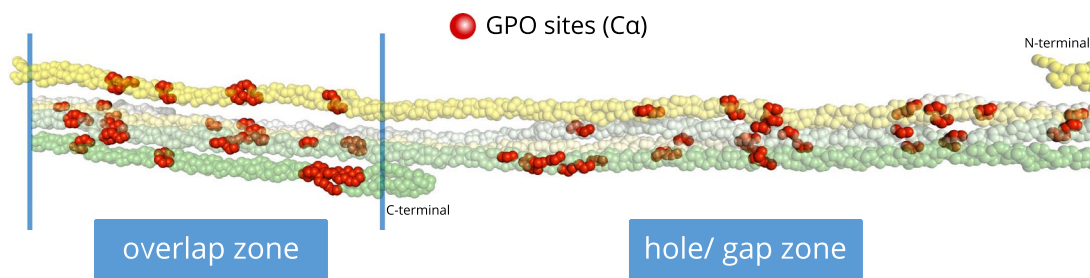 GPO sites (Cα)
N-terminal
C-terminal
overlap zone
hole/ gap zone